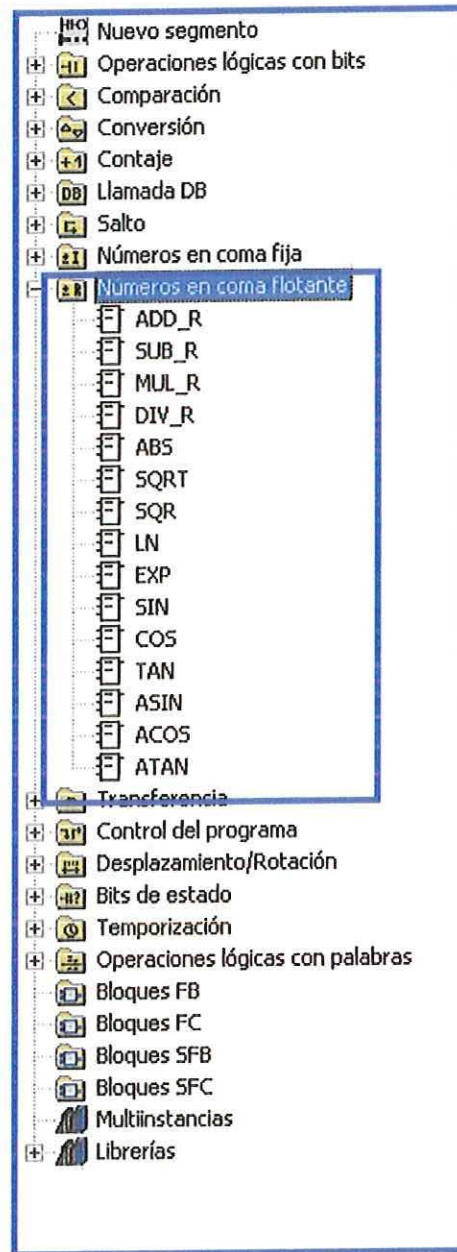 Nuevo segmento
Operaciones lógicas con bits
Comparación
Conversión
Contaje
DB Llamada DB
Salto
Números en coma fija
Números en coma flotante
ADD_R
SUB_R
MUL_R
DIV_R
ABS
SQRT
SQR
LN
EXP
SIN
COS
TAN
ASIN
ACOS
ATAN
Transferencia
Control del programa
Desplazamiento/Rotación
Bits de estado
Temporización
Operaciones lógicas con palabras
Bloques FB
Bloques FC
Bloques SFB
Bloques SFC
Multiinstancias
Librerías